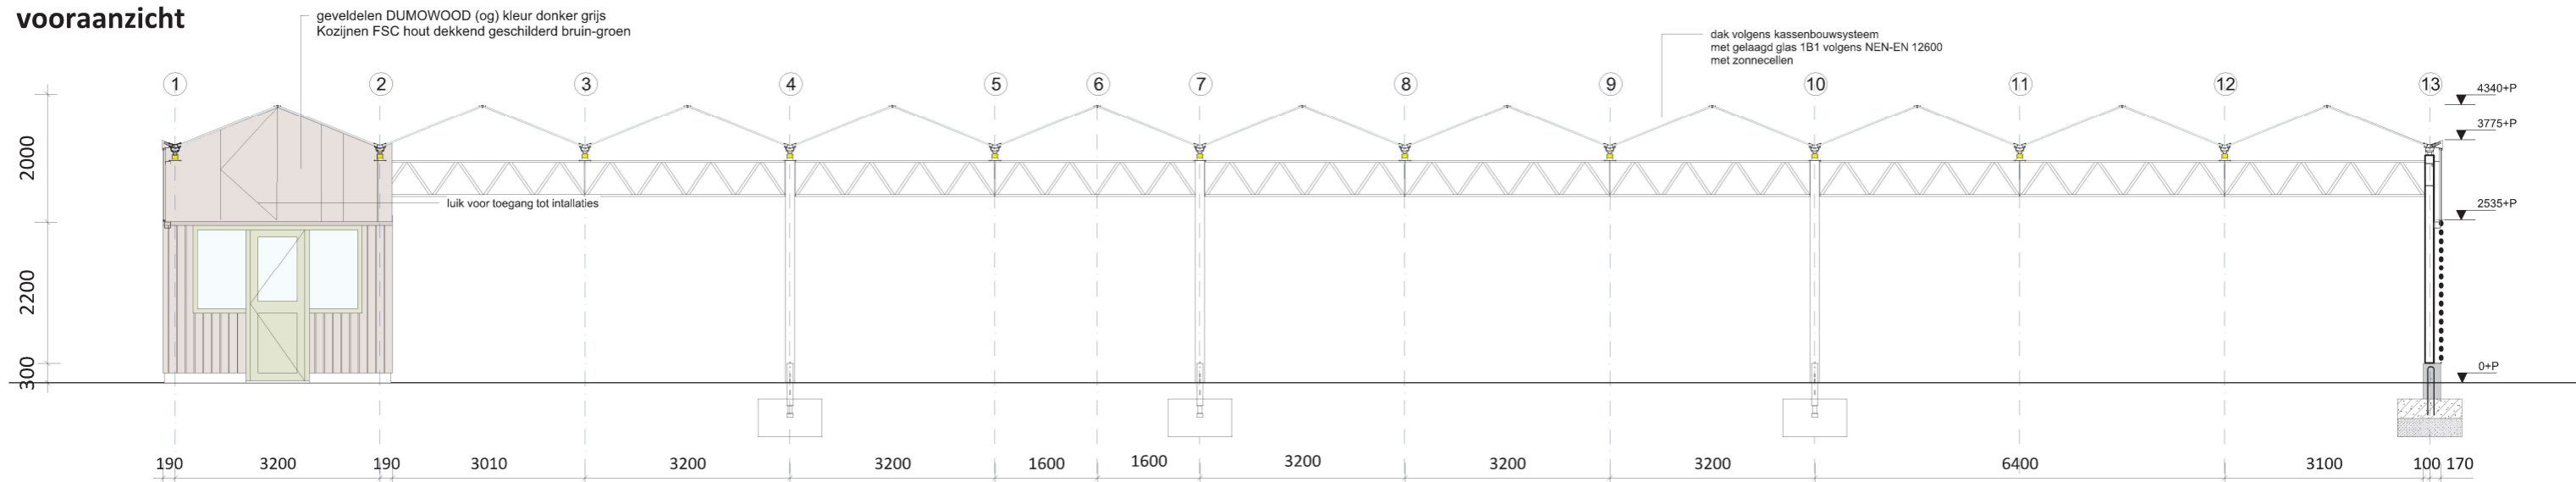 vooraanzicht
geveldelen DUMOWOOD (og) kleur donker grijs
Kozijnen FSC hout dekkend geschilderd bruin-groen
dak volgens kassenbouwsysteem
met gelaagd glas 1B1 volgens NEN-EN 12600
met zonnecellen
1 2 3 4 5 6 7 8 9 10 11 12 13
4340+P
3775+P
2000
luik voor toegang tot intallaties
2535+P
2200
300
0+P
190 3200 190 3010 3200 3200 1600 1600 3200 3200 3200 6400 3100 100 170